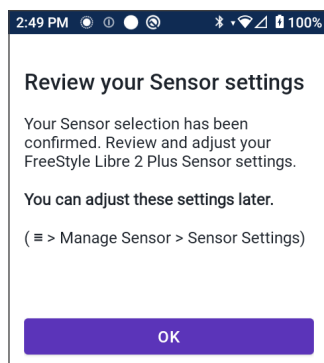 2:49 PM 100%
Review your Sensor settings
Your Sensor selection has been
confirmed. Review and adjust your
FreeStyle Libre 2 Plus Sensor settings.
You can adjust these settings later.
( ≡ > Manage Sensor > Sensor Settings)
OK